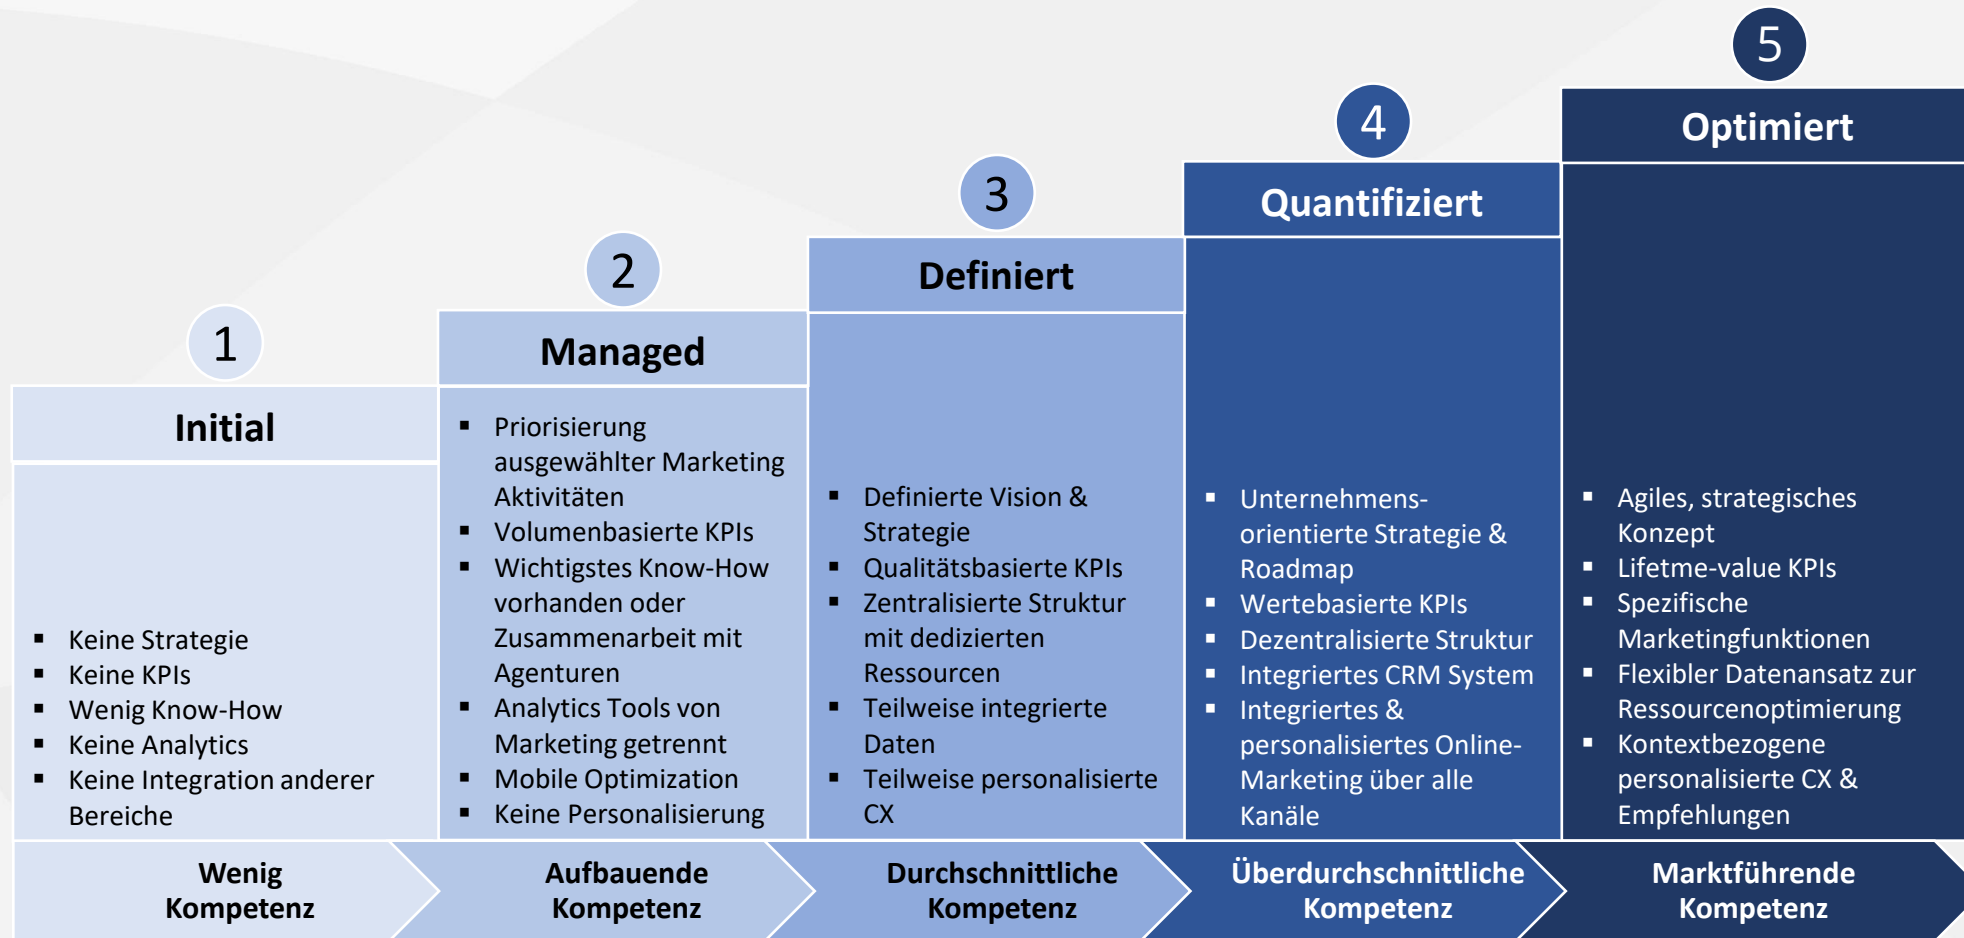 1
Initial
▪ Keine Strategie
▪ Keine KPIs
▪ Wenig Know-How
▪ Keine Analytics
▪ Keine Integration anderer
Bereiche
Wenig
Kompetenz
2
Managed
▪ Priorisierung
ausgewählter Marketing
Aktivitäten
▪ Volumenbasierte KPIs
▪ Wichtigstes Know-How
vorhanden oder
Zusammenarbeit mit
Agenturen
▪ Analytics Tools von
Marketing getrennt
▪ Mobile Optimization
▪ Keine Personalisierung
Aufbauende
Kompetenz
3
Definiert
▪ Definierte Vision &
Strategie
▪ Qualitätsbasierte KPIs
▪ Zentralisierte Struktur
mit dedizierten
Ressourcen
▪ Teilweise integrierte
Daten
▪ Teilweise personalisierte
CX
Durchschnittliche
Kompetenz
4
Quantifiziert
▪ Unternehmens-
orientierte Strategie &
Roadmap
▪ Wertebasierte KPIs
▪ Dezentralisierte Struktur
▪ Integriertes CRM System
▪ Integriertes &
personalisiertes Online-
Marketing über alle
Kanäle
Überdurchschnittliche
Kompetenz
5
Optimiert
▪ Agiles, strategisches
Konzept
▪ Lifetme-value KPIs
▪ Spezifische
Marketingfunktionen
▪ Flexibler Datenansatz zur
Ressourcenoptimierung
▪ Kontextbezogene
personalisierte CX &
Empfehlungen
Marktführende
Kompetenz